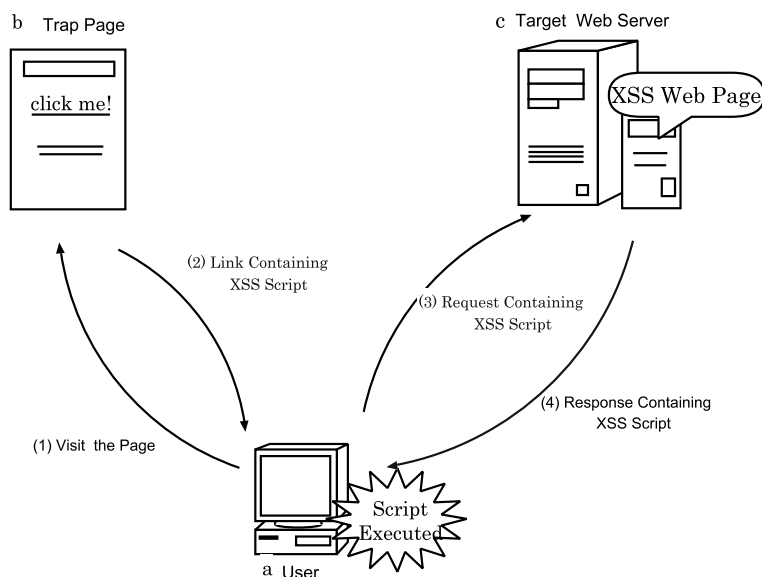 b Trap Page
click me!
c Target Web Server
XSS Web Page
(2) Link Containing
XSS Script
(3) Request Containing
XSS Script
(1) Visit the Page
(4) Response Containing
XSS Script
Script
Executed
a User